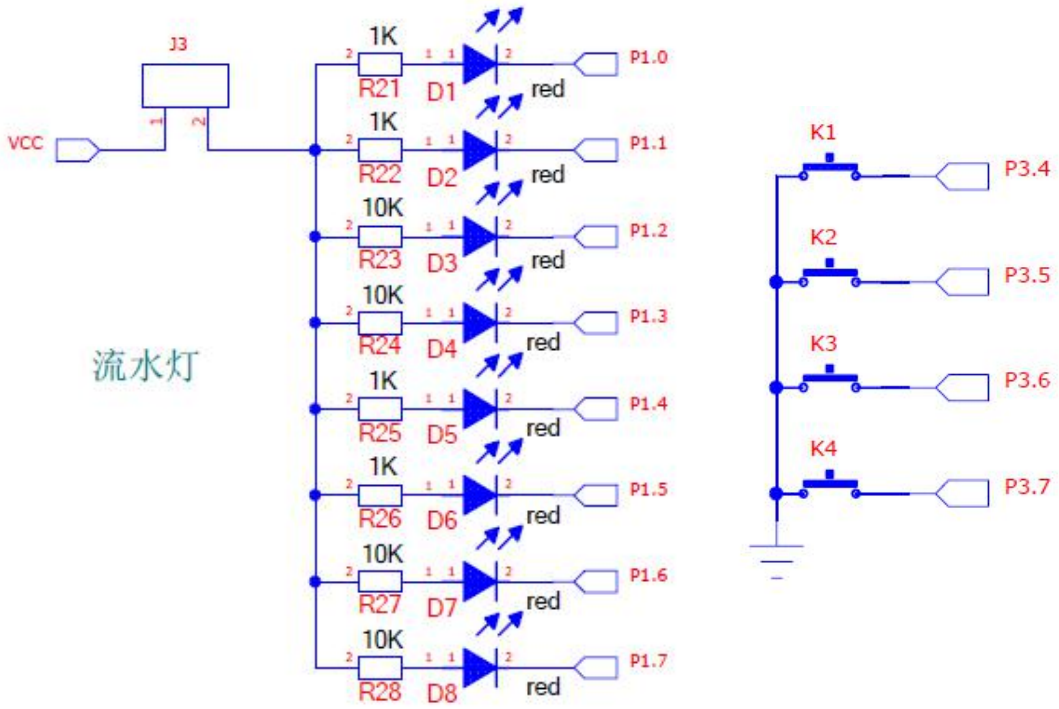 J3
1 2
VCC
流水灯
1K
2 1 1 2
R21 D1 red P1.0
1K
2 1 1 2
R22 D2 red P1.1
10K
2 1 1 2
R23 D3 red P1.2
10K
2 1 1 2
R24 D4 red P1.3
1K
2 1 1 2
R25 D5 red P1.4
1K
2 1 1 2
R26 D6 red P1.5
10K
2 1 1 2
R27 D7 red P1.6
10K
2 1 1 2
R28 D8 red P1.7
K1
P3.4
K2
P3.5
K3
P3.6
K4
P3.7